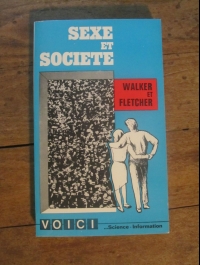 SEXE
ET
SOCIETE
WALKER
ET
FLETCHER
VOICI
...Science-Information